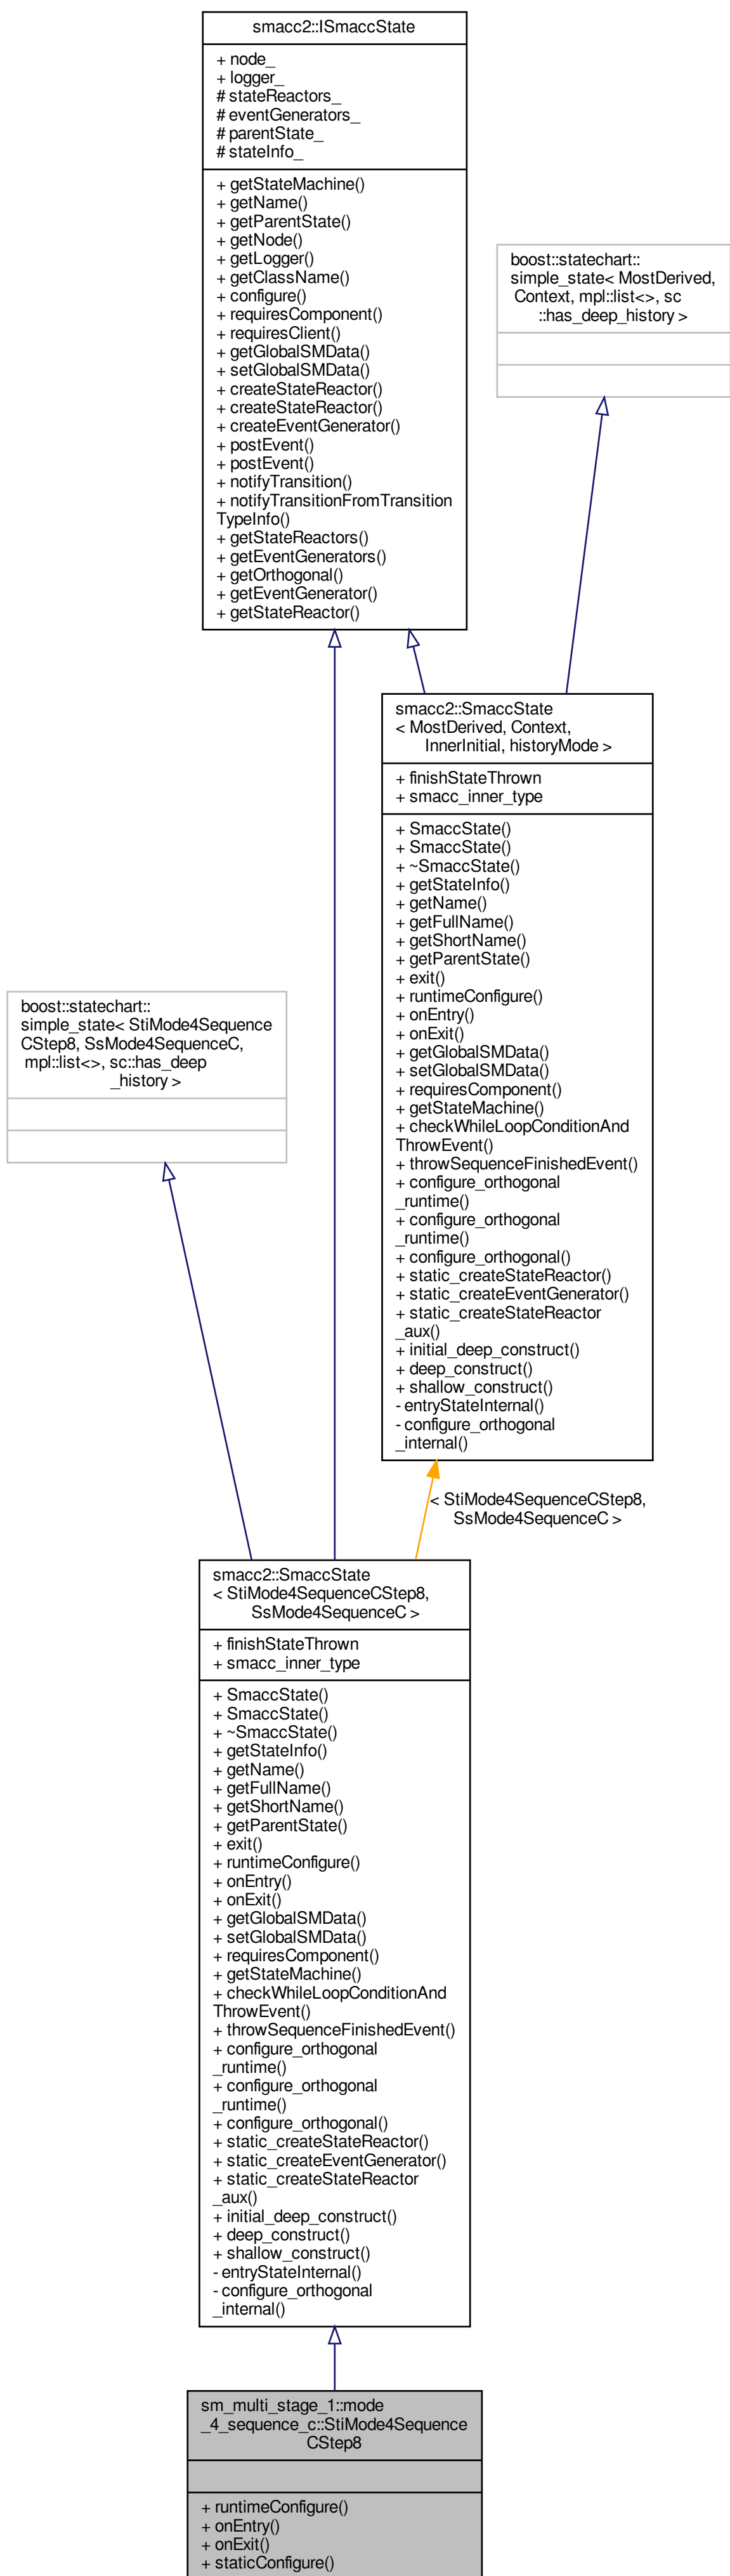 smacc2::ISmaccState
+ node_
+ logger_
# stateReactors_
# eventGenerators_
# parentState_
# stateInfo_
+ getStateMachine()
+ getName()
+ getParentState()
+ getNode()
+ getLogger()
+ getClassName()
+ configure()
+ requiresComponent()
+ requiresClient()
+ getGlobalSMData()
+ setGlobalSMData()
+ createStateReactor()
+ createStateReactor()
+ createEventGenerator()
+ postEvent()
+ postEvent()
+ notifyTransition()
+ notifyTransitionFromTransition
TypeInfo()
+ getStateReactors()
+ getEventGenerators()
+ getOrthogonal()
+ getEventGenerator()
+ getStateReactor()
boost::statechart::
simple_state< MostDerived,
Context, mpl::list<>, sc
::has_deep_history >
smacc2::SmaccState
< MostDerived, Context,
InnerInitial, historyMode >
+ finishStateThrown
+ smacc_inner_type
+ SmaccState()
+ SmaccState()
+ ~SmaccState()
+ getStateInfo()
+ getName()
+ getFullName()
+ getShortName()
+ getParentState()
+ exit()
+ runtimeConfigure()
+ onEntry()
+ onExit()
+ getGlobalSMData()
+ setGlobalSMData()
+ requiresComponent()
+ getStateMachine()
+ checkWhileLoopConditionAnd
ThrowEvent()
+ throwSequenceFinishedEvent()
+ configure_orthogonal
_runtime()
+ configure_orthogonal
_runtime()
+ configure_orthogonal()
+ static_createStateReactor()
+ static_createEventGenerator()
+ static_createStateReactor
_aux()
+ initial_deep_construct()
+ deep_construct()
+ shallow_construct()
- entryStateInternal()
- configure_orthogonal
_internal()
boost::statechart::
simple_state< StiMode4Sequence
CStep8, SsMode4SequenceC,
mpl::list<>, sc::has_deep
_history >
< StiMode4SequenceCStep8,
SsMode4SequenceC >
smacc2::SmaccState
< StiMode4SequenceCStep8,
SsMode4SequenceC >
+ finishStateThrown
+ smacc_inner_type
+ SmaccState()
+ SmaccState()
+ ~SmaccState()
+ getStateInfo()
+ getName()
+ getFullName()
+ getShortName()
+ getParentState()
+ exit()
+ runtimeConfigure()
+ onEntry()
+ onExit()
+ getGlobalSMData()
+ setGlobalSMData()
+ requiresComponent()
+ getStateMachine()
+ checkWhileLoopConditionAnd
ThrowEvent()
+ throwSequenceFinishedEvent()
+ configure_orthogonal
_runtime()
+ configure_orthogonal
_runtime()
+ configure_orthogonal()
+ static_createStateReactor()
+ static_createEventGenerator()
+ static_createStateReactor
_aux()
+ initial_deep_construct()
+ deep_construct()
+ shallow_construct()
- entryStateInternal()
- configure_orthogonal
_internal()
sm_multi_stage_1::mode
_4_sequence_c::StiMode4Sequence
CStep8
+ runtimeConfigure()
+ onEntry()
+ onExit()
+ staticConfigure()